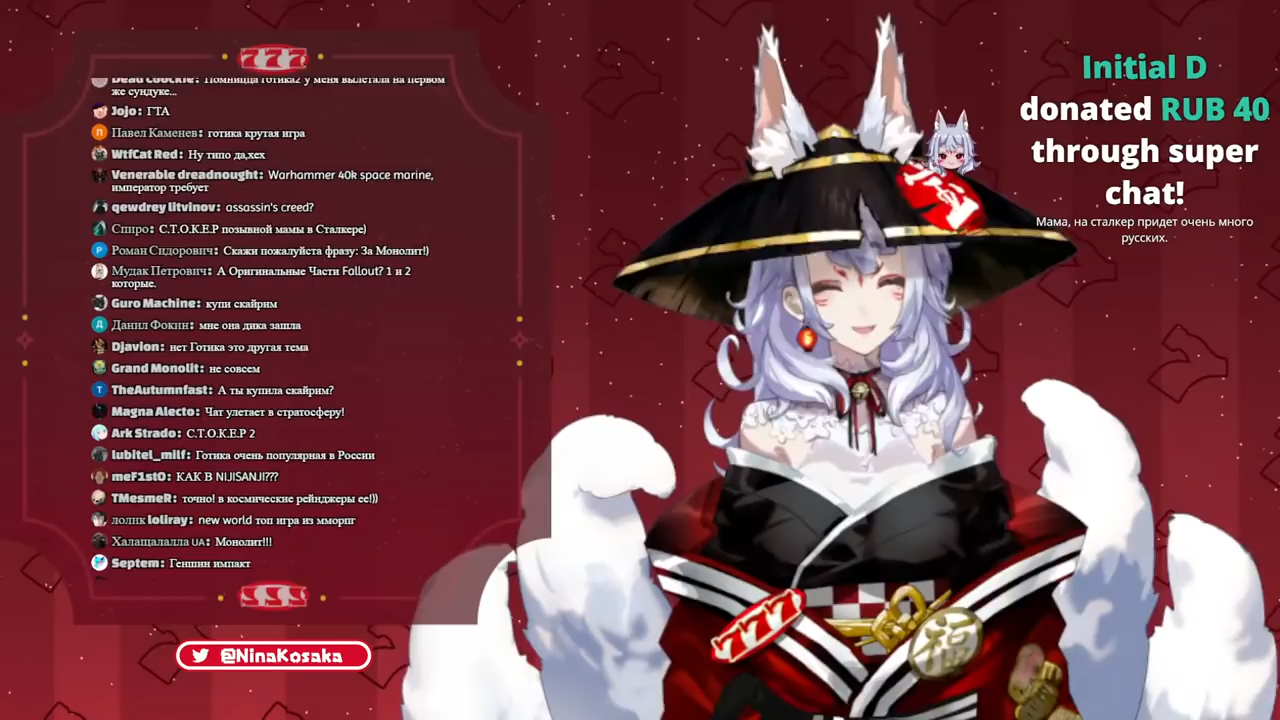 777
Dead Coockie: Помницца готика2 у меня вылетала на первом
же сундуке...
Jojo: ГТА
П Павел Каменев: готика крутая игра
WtfCat Red: Ну типо да,хех
Venerable dreadnought: Warhammer 40k space marine,
император требует
qewdrey litvinov: assassin's creed?
Спиро: С.Т.О.К.Е.Р позывной мамы в Сталкере)
Р Роман Сидорович: Скажи пожалуйста фразу: За Монолит!)
Мудак Петрович: А Оригинальные Части Fallout? 1 и 2
которые.
Guro Machine: купи скайрим
Д Данил Фокин: мне она дика зашла
Djavion: нет Готика это другая тема
Grand Monolit: не совсем
T TheAutumnfast: А ты купила скайрим?
Magna Alecto: Чат улетает в стратосферу!
Ark Strado: С.Т.О.К.Е.Р 2
lubitel_milf: Готика очень популярная в России
meF1stO: КАК В NIJISANJI???
TMesmeR: точно! в космические рейнджеры ее!))
лолик loliray: new world топ игра из мморпг
Халащалалла UA: Монолит!!!
Septem: Геншин импакт
@NinaKosaka
Initial D
donated RUB 40
through super
chat!
Мама, на сталкер придет очень много
русских.
777
福